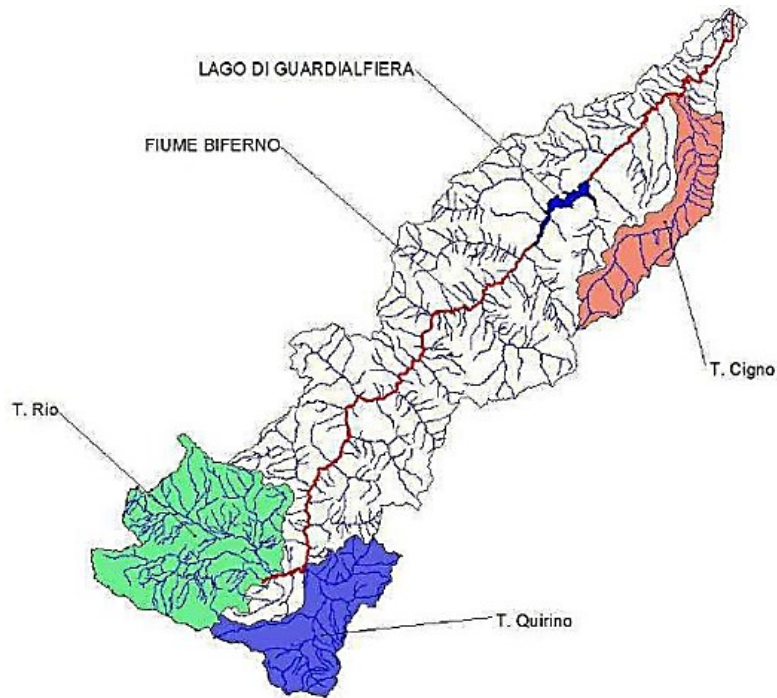 LAGO DI GUARDIALFIERA
FIUME BIFERNO
T. Cigno
T. Rio
T. Quirino